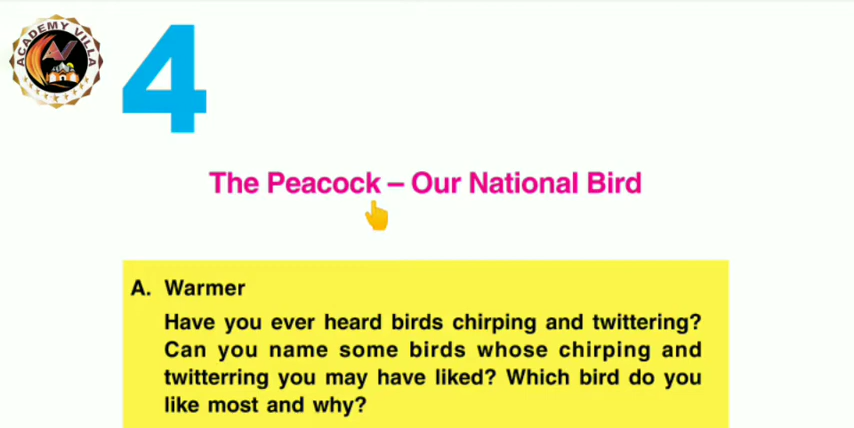 ACADEMY VILLA
AV
4
The Peacock – Our National Bird
A. Warmer
Have you ever heard birds chirping and twittering?
Can you name some birds whose chirping and
twitterring you may have liked? Which bird do you
like most and why?